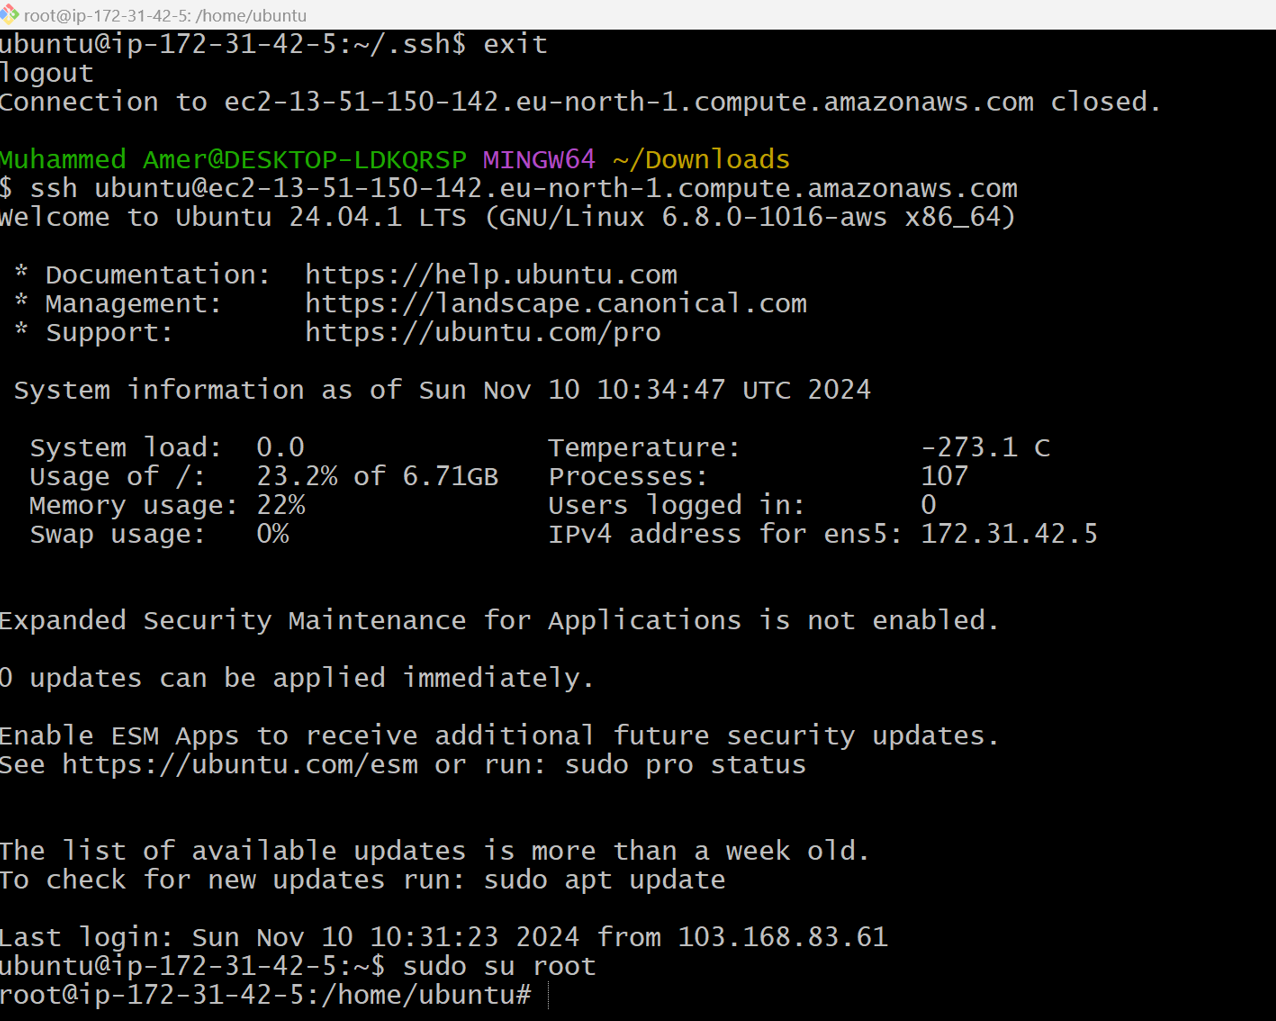 root@ip-172-31-42-5: /home/ubuntu
ubuntu@ip-172-31-42-5:~/.ssh$ exit
logout
Connection to ec2-13-51-150-142.eu-north-1.compute.amazonaws.com closed.
Muhammed Amer@DESKTOP-LDKQRSP MINGW64 ~/Downloads
$ ssh ubuntu@ec2-13-51-150-142.eu-north-1.compute.amazonaws.com
Welcome to Ubuntu 24.04.1 LTS (GNU/Linux 6.8.0-1016-aws x86_64)
* Documentation:  https://help.ubuntu.com
* Management:     https://landscape.canonical.com
* Support:        https://ubuntu.com/pro
System information as of Sun Nov 10 10:34:47 UTC 2024
System load:  0.0               Temperature:           -273.1 C
Usage of /:   23.2% of 6.71GB   Processes:             107
Memory usage: 22%               Users logged in:       0
Swap usage:   0%                IPv4 address for ens5: 172.31.42.5
Expanded Security Maintenance for Applications is not enabled.
0 updates can be applied immediately.
Enable ESM Apps to receive additional future security updates.
See https://ubuntu.com/esm or run: sudo pro status
The list of available updates is more than a week old.
To check for new updates run: sudo apt update
Last login: Sun Nov 10 10:31:23 2024 from 103.168.83.61
ubuntu@ip-172-31-42-5:~$ sudo su root
root@ip-172-31-42-5:/home/ubuntu#